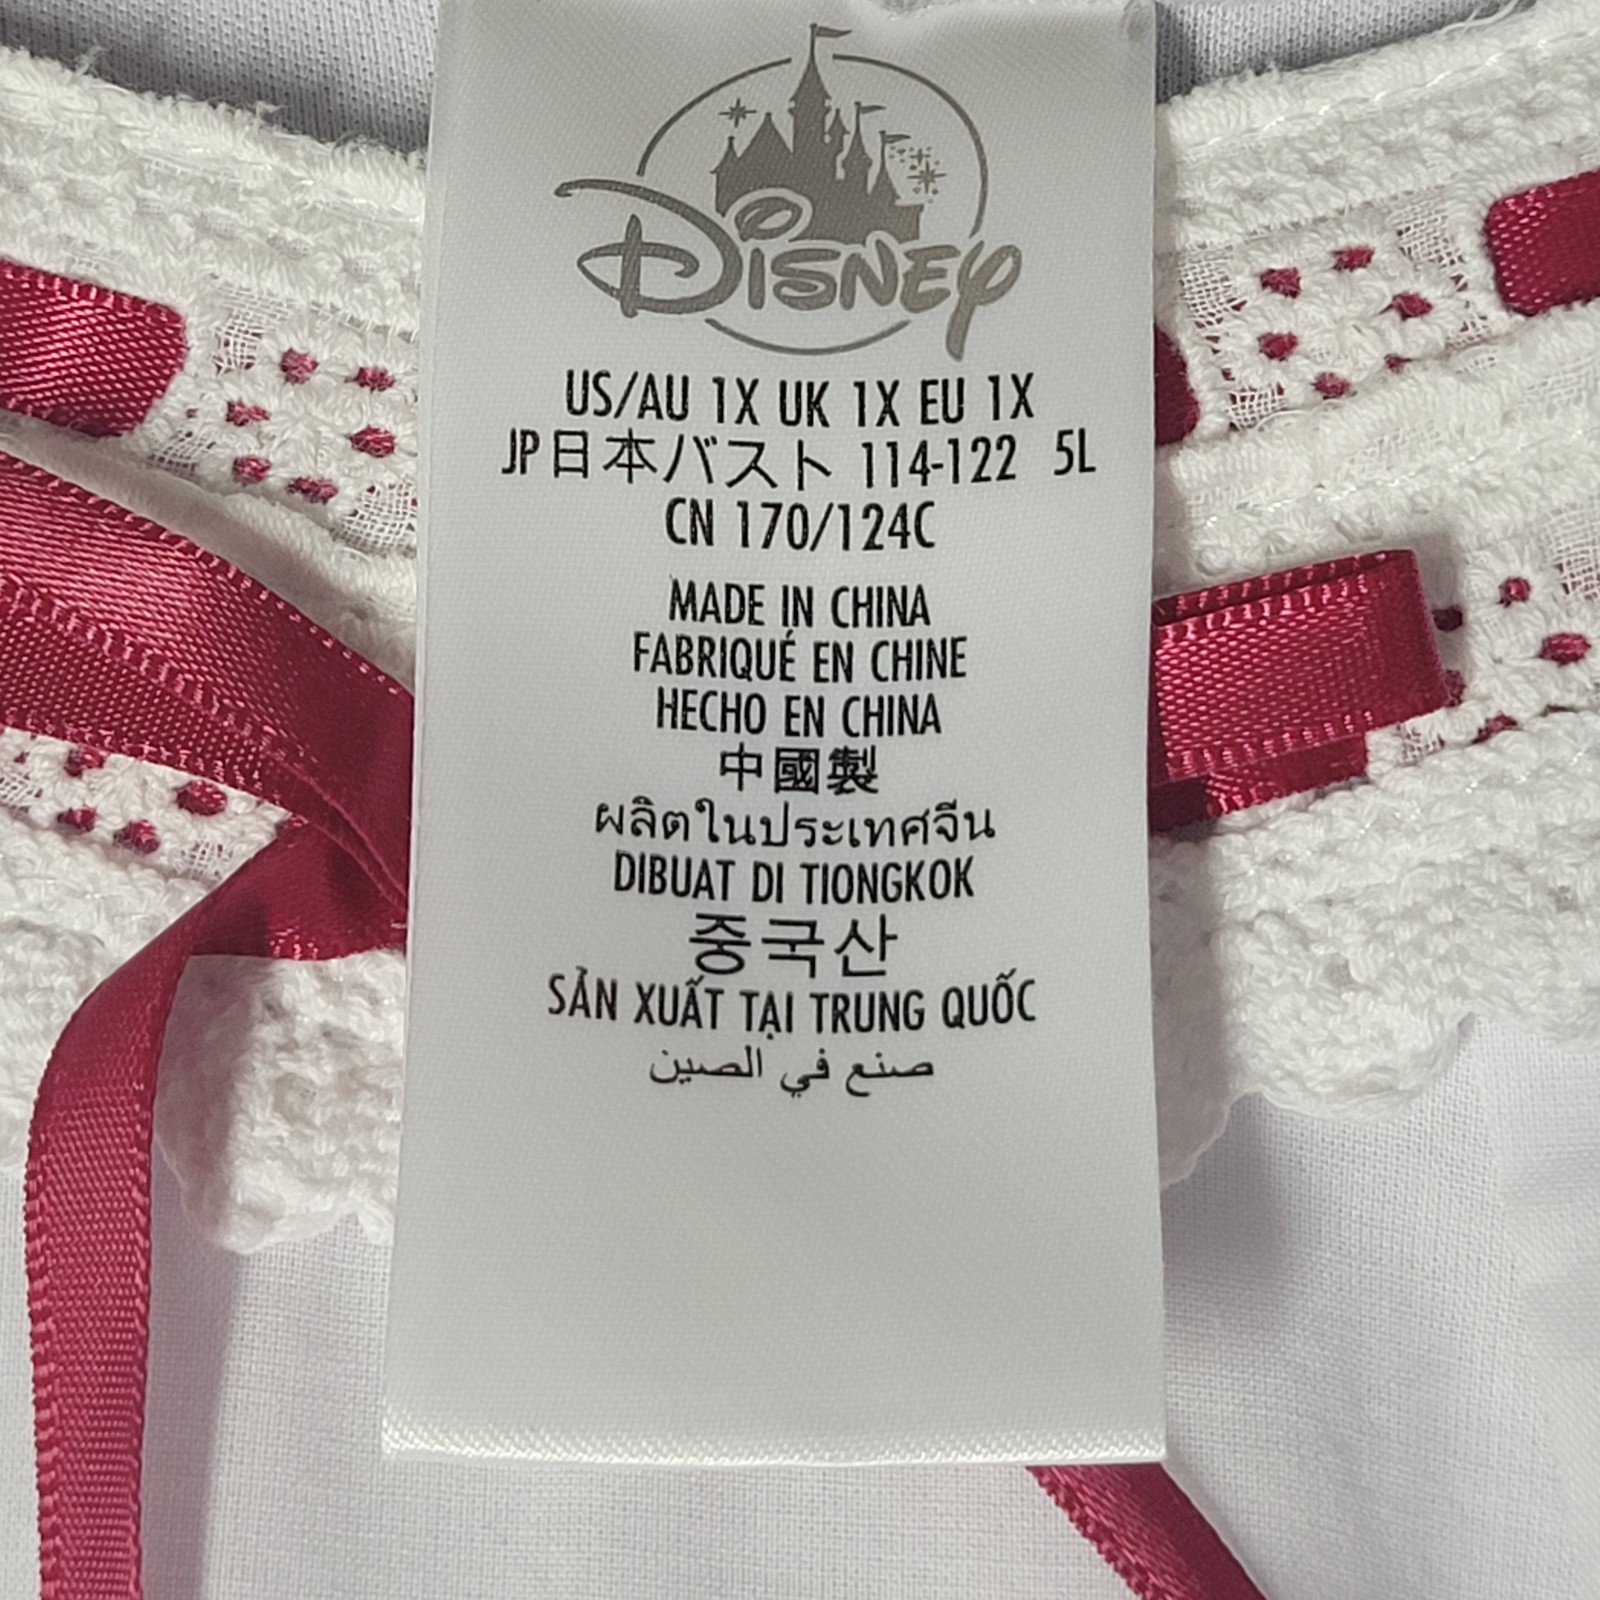 Disney
US/AU 1X UK 1X EU 1X
JP日本バスト 114-122 5L
CN 170/124C
MADE IN CHINA
FABRIQUÉ EN CHINE
HECHO EN CHINA
中國製
ผลิตในประเทศจีน
DIBUAT DI TIONGKOK
중국산
SẢN XUẤT TẠI TRUNG QUỐC
صنع في الصين